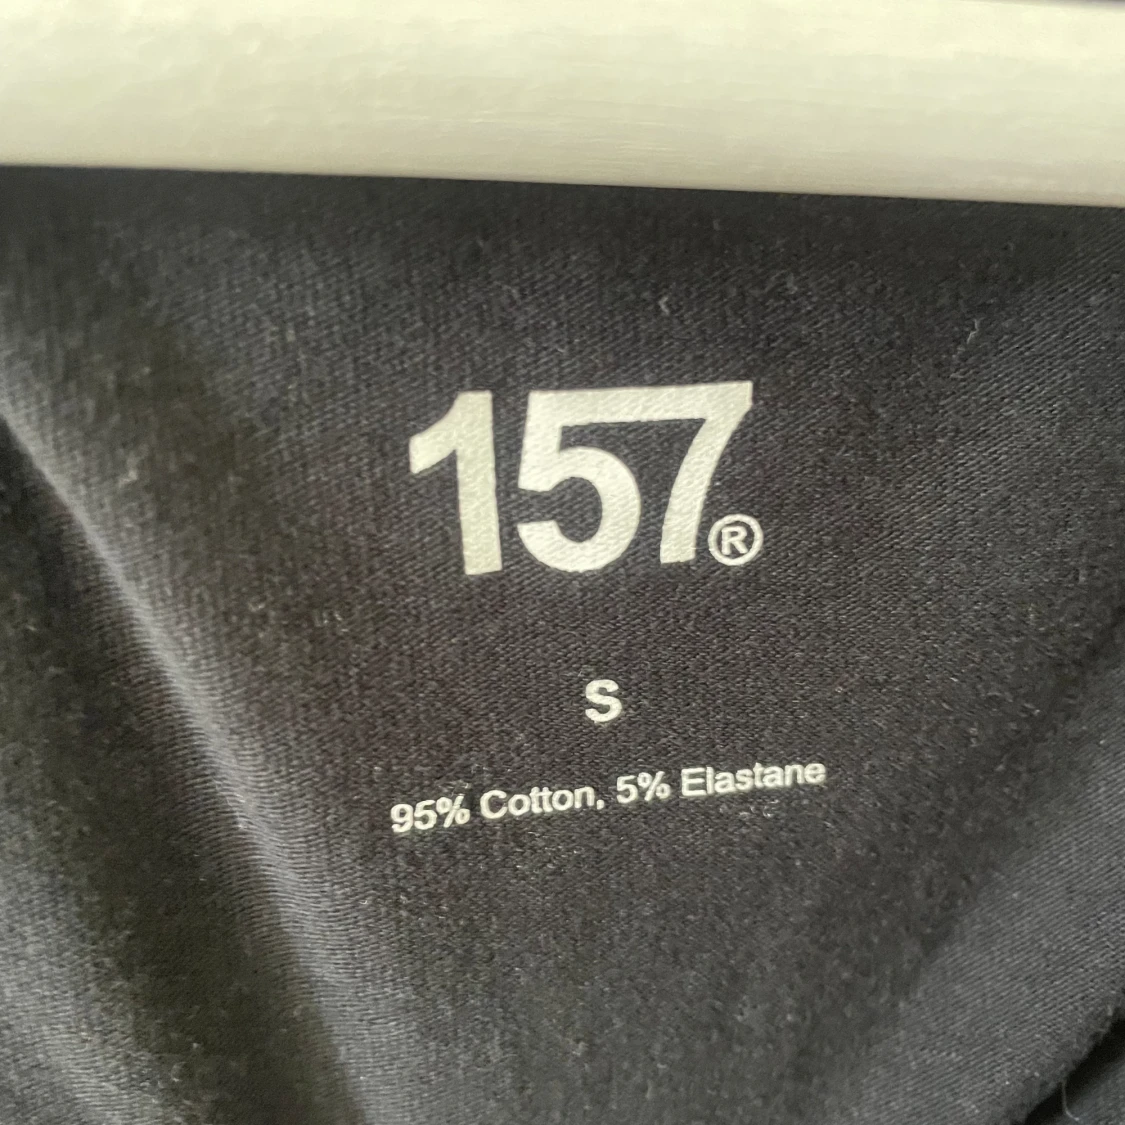 157®
S
95% Cotton, 5% Elastane